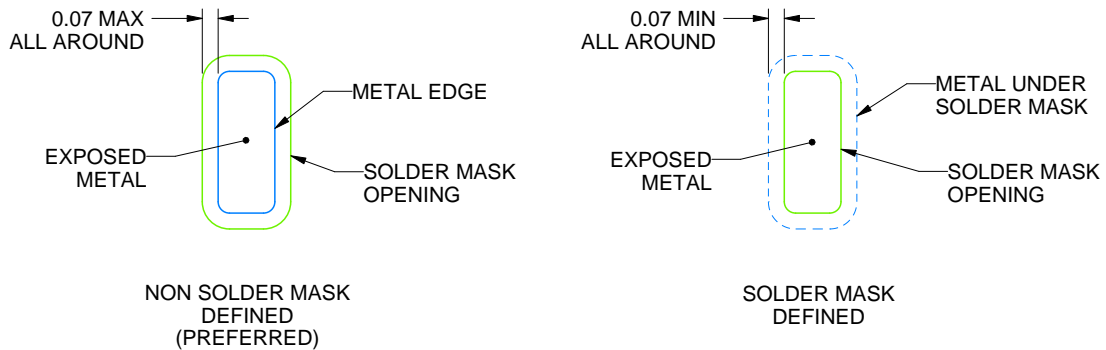 0.07 MAX
ALL AROUND
METAL EDGE
EXPOSED
METAL
SOLDER MASK
OPENING
NON SOLDER MASK
DEFINED
(PREFERRED)
0.07 MIN
ALL AROUND
METAL UNDER
SOLDER MASK
EXPOSED
METAL
SOLDER MASK
OPENING
SOLDER MASK
DEFINED